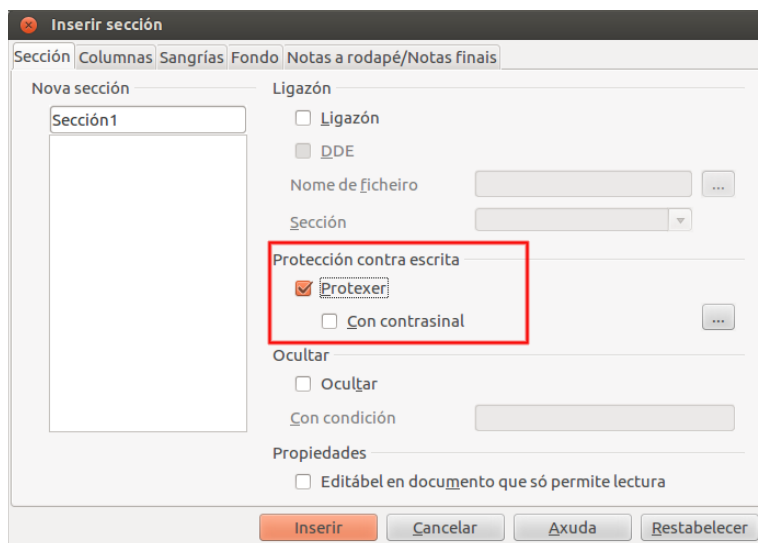 Inserir sección
Sección Columnas Sangrías Fondo Notas a rodapé/Notas finais
Nova sección
Sección1
Ligazón
Ligazón
DDE
Nome de ficheiro
...
Sección
Protección contra escrita
Protexer
Con contrasinal
...
Ocultar
Ocultar
Con condición
Propiedades
Editábel en documento que só permite lectura
Inserir Cancelar Axuda Restabelecer